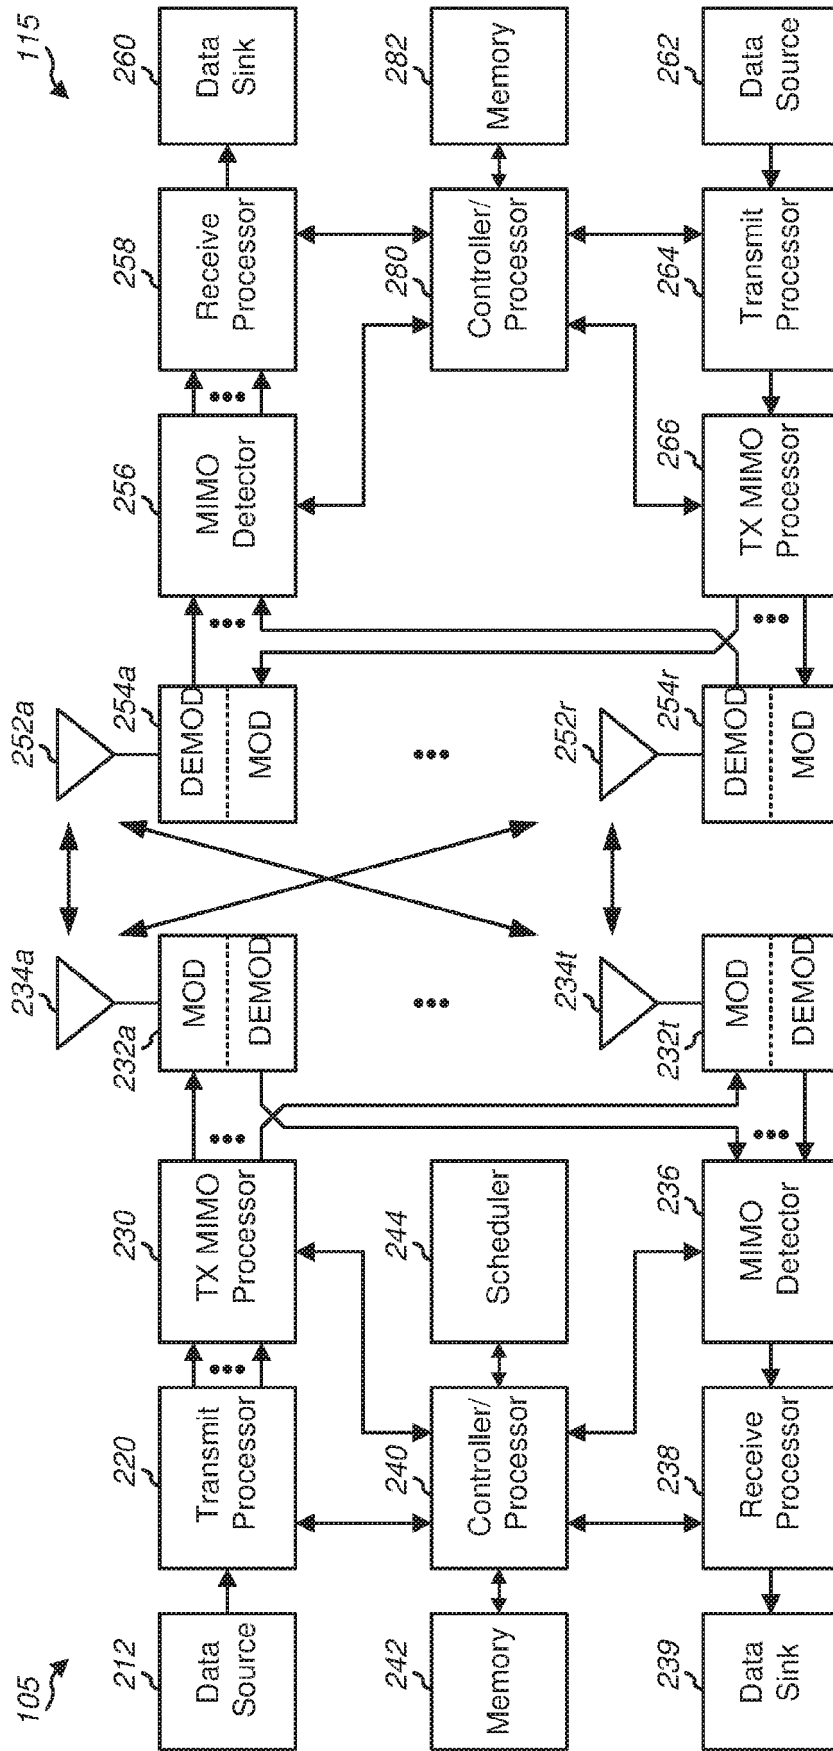 105
115
212
Data
Source
220
Transmit
Processor
230
TX MIMO
Processor
232a
MOD
DEMOD
234a
252a
254a
DEMOD
MOD
256
MIMO
Detector
258
Receive
Processor
260
Data
Sink
242
Memory
240
Controller/
Processor
244
Scheduler
280
Controller/
Processor
282
Memory
239
Data
Sink
238
Receive
Processor
236
MIMO
Detector
232t
MOD
DEMOD
234t
252r
254r
DEMOD
MOD
266
TX MIMO
Processor
264
Transmit
Processor
262
Data
Source